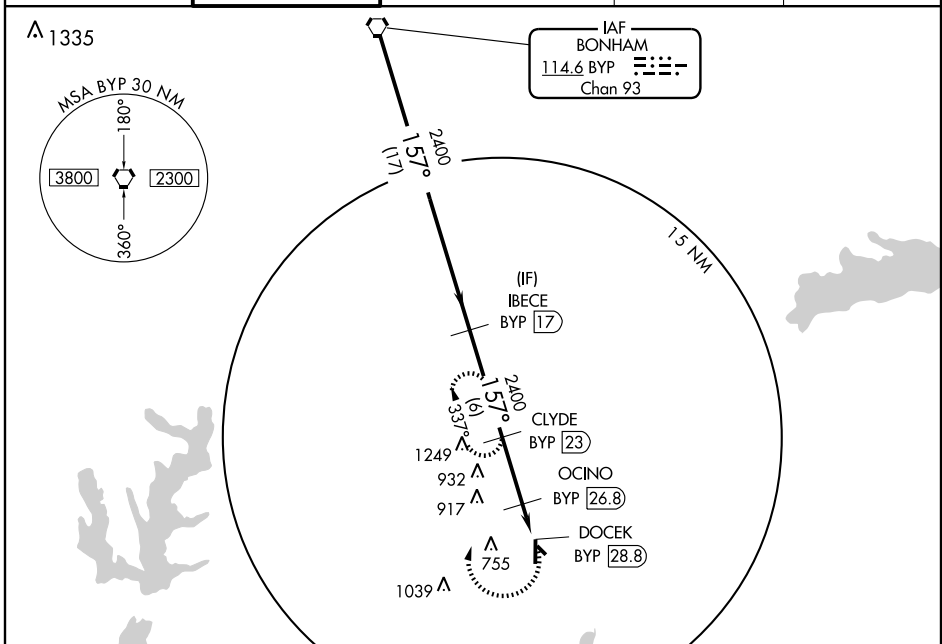 1335
IAF
BONHAM
114.6 BYP
Chan 93
MSA BYP 30 NM
180°
3800
2300
360°
2400
157°
(17)
15 NM
(IF)
IBECE
BYP 17
2400
157°
(6)
337°
CLYDE
BYP 23
1249
932
OCINO
BYP 26.8
917
DOCEK
BYP 28.8
755
1039